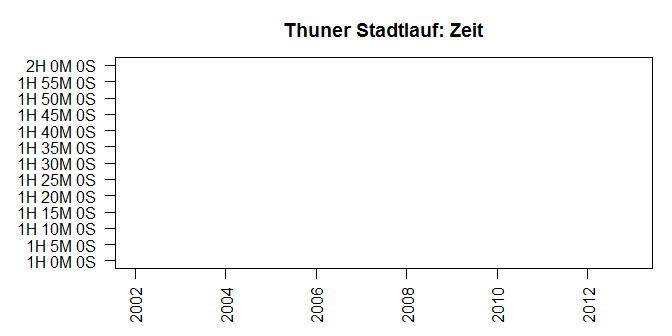 Thuner Stadtlauf: Zeit
2H 0M 0S
1H 55M 0S
1H 50M 0S
1H 45M 0S
1H 40M 0S
1H 35M 0S
1H 30M 0S
1H 25M 0S
1H 20M 0S
1H 15M 0S
1H 10M 0S
1H 5M 0S
1H 0M 0S
2002
2004
2006
2008
2010
2012